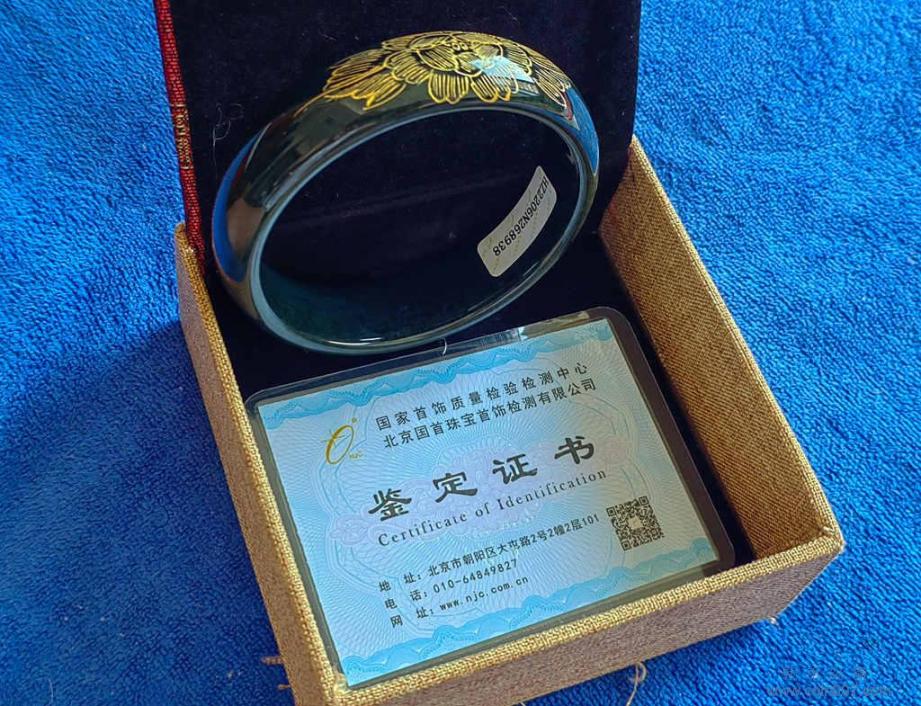 HZ2206N268938
国家首饰质量检验检测中心
北京国首珠宝首饰检测有限公司
鉴定证书
Certificate of Identification
地 址：北京市朝阳区大屯路2号2幢2层101
电 话：010-64849827
网 址：www.njc.com.cn